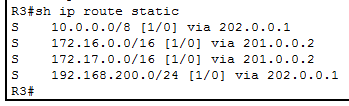 R3#sh ip route static
S    10.0.0.0/8 [1/0] via 202.0.0.1
S    172.16.0.0/16 [1/0] via 201.0.0.2
S    172.17.0.0/16 [1/0] via 201.0.0.2
S    192.168.200.0/24 [1/0] via 202.0.0.1
R3#